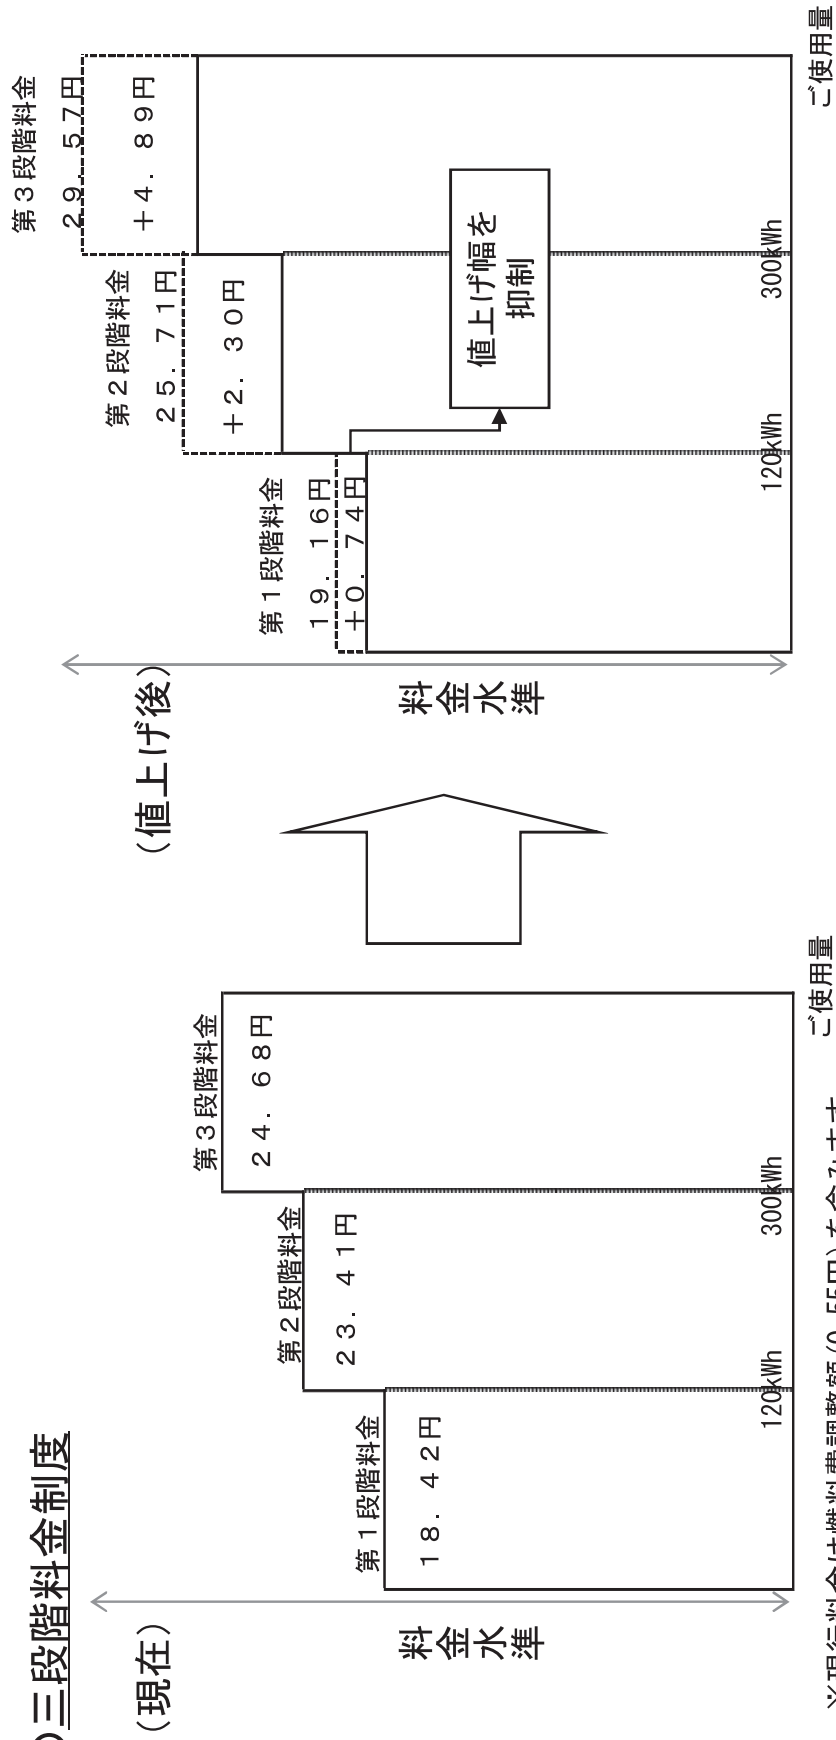 三段階料金制度
（現在）
料金水準
第１段階料金
１８．４２円
第２段階料金
２３．４１円
第３段階料金
２４．６８円
120kWh
300kWh
ご使用量
（値上げ後）
料金水準
第１段階料金
１９．１６円
＋０．７４円
第２段階料金
２５．７１円
＋２．３０円
第３段階料金
２９．５７円
＋４．８９円
値上げ幅を
抑制
120kWh
300kWh
ご使用量
※現行料金は燃料費調整額（0.55円）を含みます